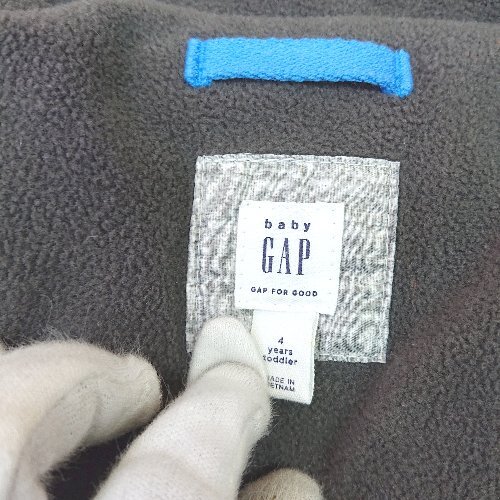 baby
GAP
GAP FOR GOOD
4
years
toddler
MADE IN
VIETNAM